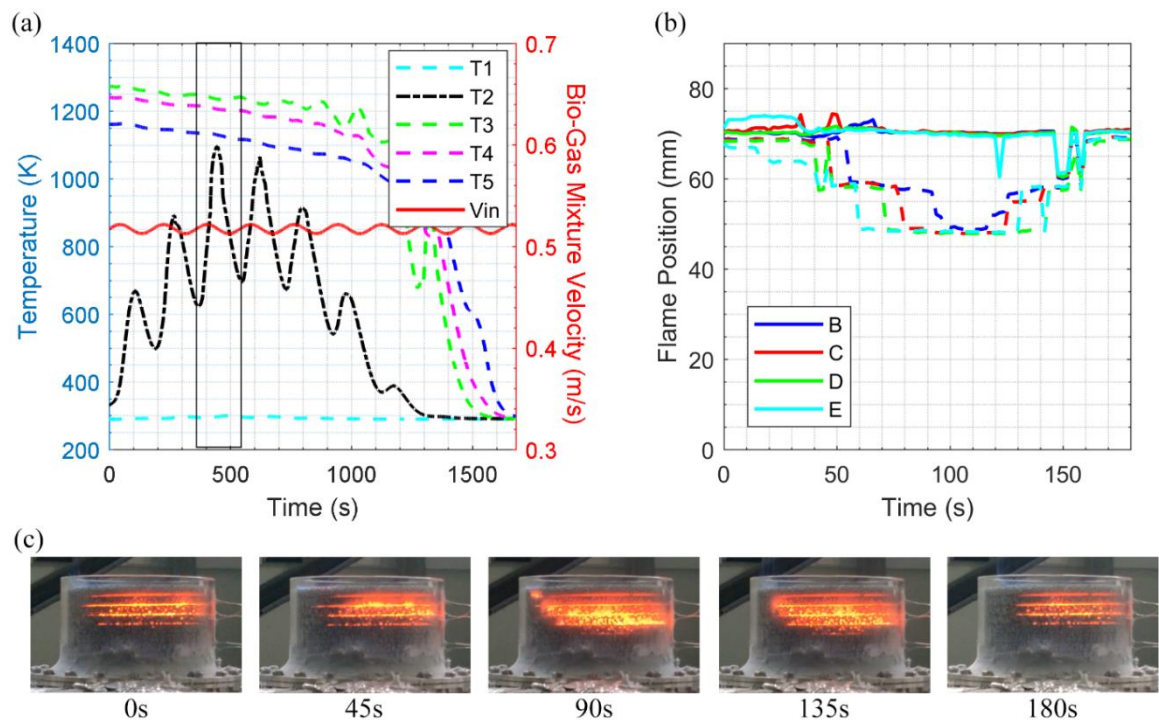 (a)
1400
1200
1000
800
600
400
200
Temperature (K)
0
500
1000
1500
Time (s)
0.7
0.6
0.5
0.4
0.3
Bio-Gas Mixture Velocity (m/s)
T1
T2
T3
T4
T5
Vin
(b)
80
60
40
20
0
Flame Position (mm)
0
50
100
150
Time (s)
B
C
D
E
(c)
0s
45s
90s
135s
180s